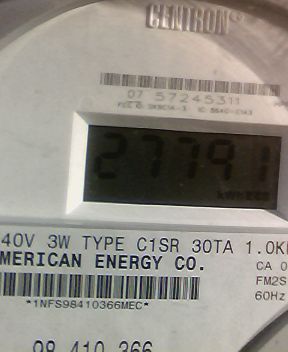 CENTRON®
07 57245311
27791
40V 3W TYPE C1SR 30TA 1.0K
MERICAN ENERGY CO.
CA 0
FM2S
*1NFS98410366MEC*
60Hz
98 410 366